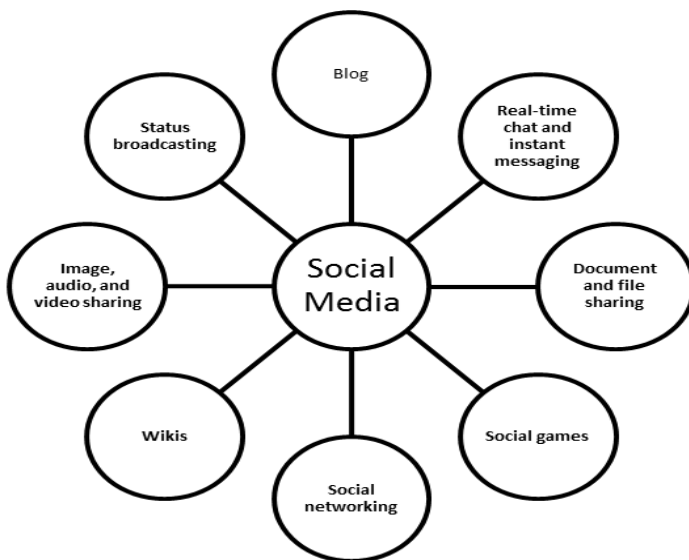 Blog
Real-time
chat and
instant
messaging
Document
and file
sharing
Social games
Social
networking
Wikis
Image,
audio, and
video sharing
Status
broadcasting
Social
Media